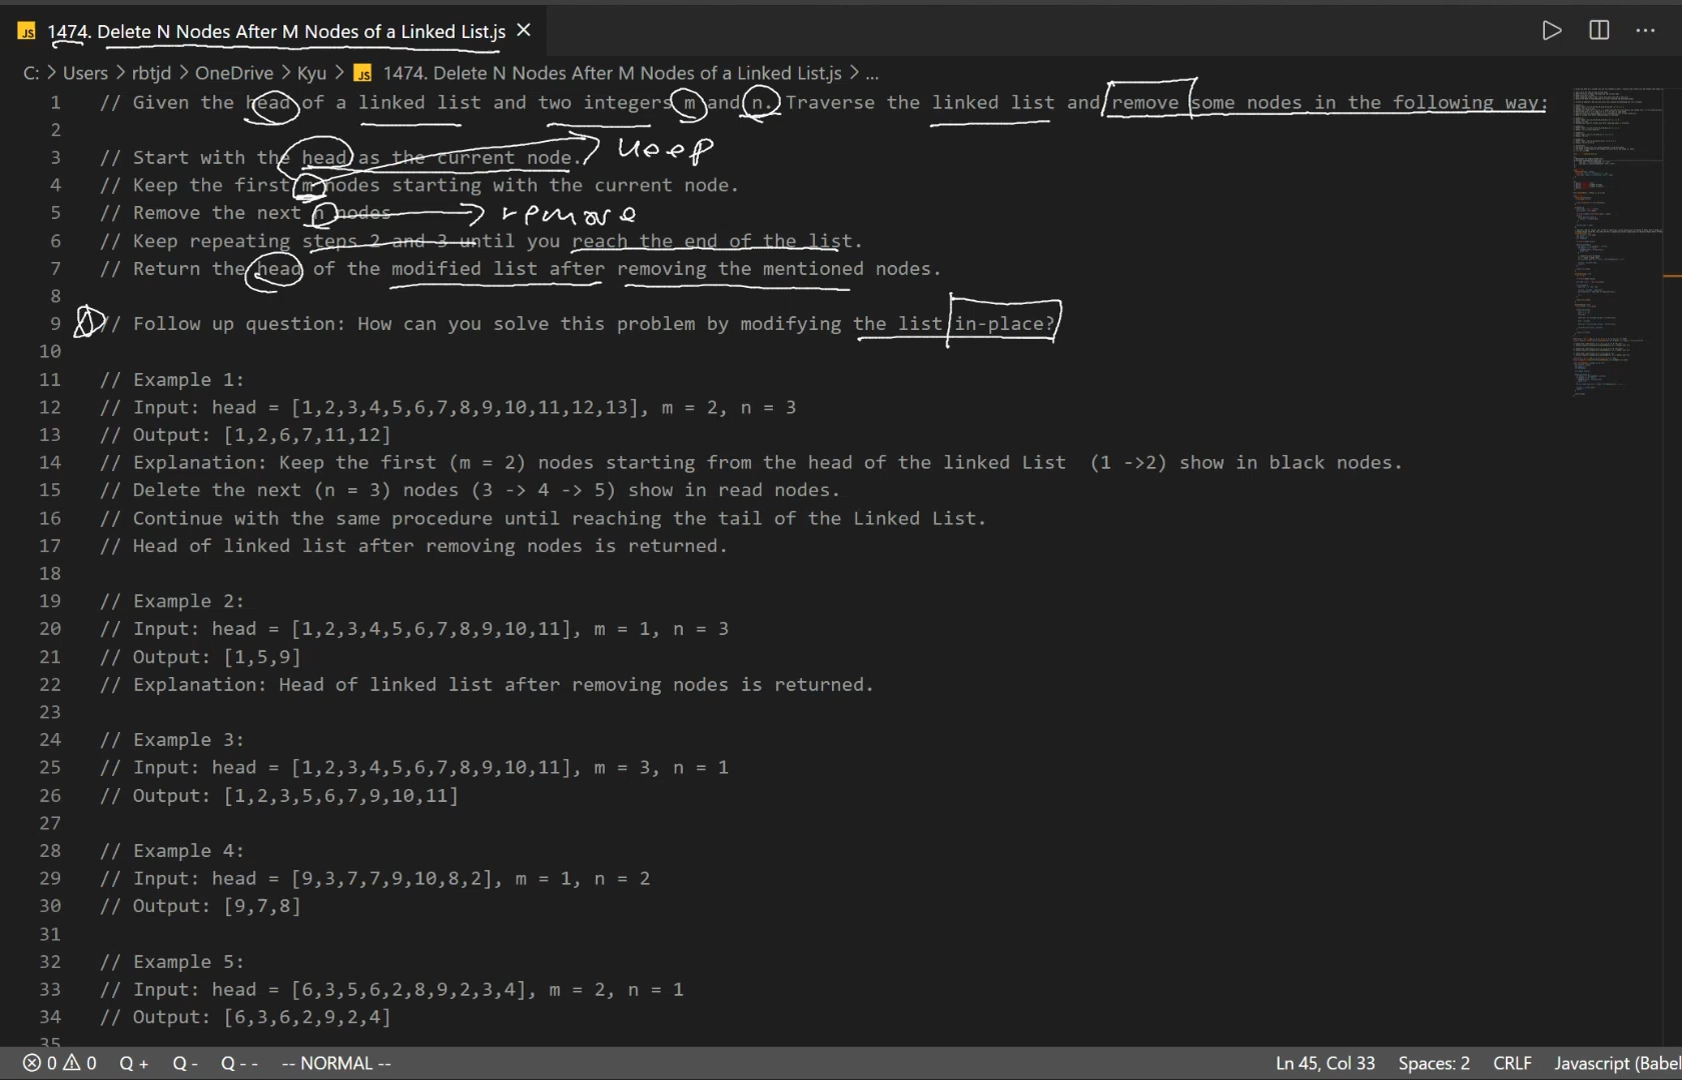 JS 1474. Delete N Nodes After M Nodes of a Linked List.js ×
C: > Users > rbtjd > OneDrive > Kyu > JS 1474. Delete N Nodes After M Nodes of a Linked List.js > ...
1 // Given the head of a linked list and two integers m and n. Traverse the linked list and remove some nodes in the following way:
2
3 // Start with the head as the current node. keep
4 // Keep the first m nodes starting with the current node.
5 // Remove the next n nodes remove
6 // Keep repeating steps 2 and 3 until you reach the end of the list.
7 // Return the head of the modified list after removing the mentioned nodes.
8
9 // Follow up question: How can you solve this problem by modifying the list in-place?
10
11 // Example 1:
12 // Input: head = [1,2,3,4,5,6,7,8,9,10,11,12,13], m = 2, n = 3
13 // Output: [1,2,6,7,11,12]
14 // Explanation: Keep the first (m = 2) nodes starting from the head of the linked List  (1 ->2) show in black nodes.
15 // Delete the next (n = 3) nodes (3 -> 4 -> 5) show in read nodes.
16 // Continue with the same procedure until reaching the tail of the Linked List.
17 // Head of linked list after removing nodes is returned.
18
19 // Example 2:
20 // Input: head = [1,2,3,4,5,6,7,8,9,10,11], m = 1, n = 3
21 // Output: [1,5,9]
22 // Explanation: Head of linked list after removing nodes is returned.
23
24 // Example 3:
25 // Input: head = [1,2,3,4,5,6,7,8,9,10,11], m = 3, n = 1
26 // Output: [1,2,3,5,6,7,9,10,11]
27
28 // Example 4:
29 // Input: head = [9,3,7,7,9,10,8,2], m = 1, n = 2
30 // Output: [9,7,8]
31
32 // Example 5:
33 // Input: head = [6,3,5,6,2,8,9,2,3,4], m = 2, n = 1
34 // Output: [6,3,6,2,9,2,4]
35
0 0 Q + Q - Q - - -- NORMAL -- Ln 45, Col 33 Spaces: 2 CRLF Javascript (Babel